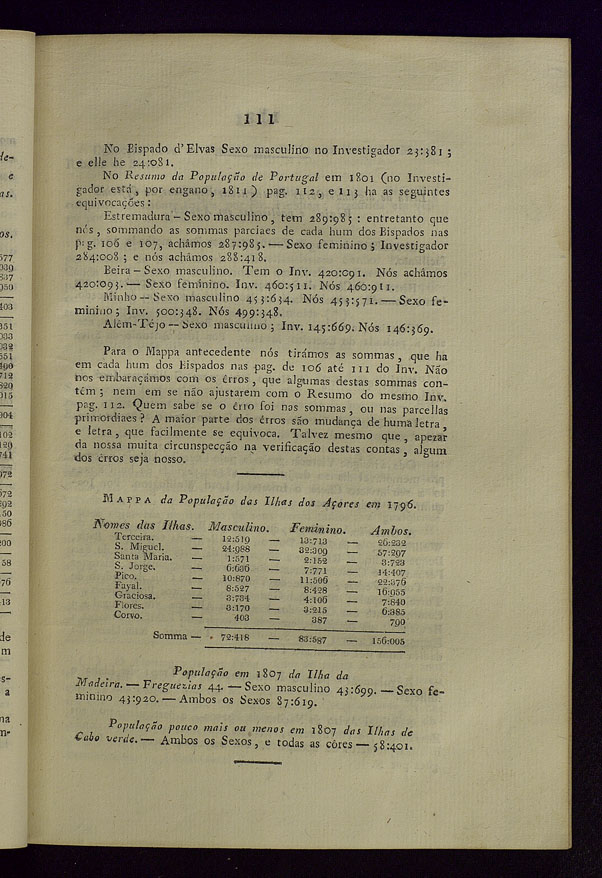 111
No Bispado d'Elvas Sexo masculino no Investigador 23:381 ;
e elle he 24:081.
No Resumo da População de Portugal em 1801 (no Investi-
gador está, por engano, 1811) pag. 112, e 113 ha as seguintes
equivocações :
Estremadura – Sexo masculino, tem 289:985 : entretanto que
nós, sommando as sommas parciaes de cada hum dos Bispados nas
pag. 106 e 107, achâmos 287:985. — Sexo feminino ; Investigador
284:008 ; e nós achâmos 288:418.
Beira – Sexo masculino. Tem o Inv. 420:091. Nós achâmos
420:093. — Sexo feminino. Inv. 460:511. Nós 460:911.
Minho – Sexo masculino 453:634. Nós 453:571. — Sexo fe-
minino ; Inv. 500:348. Nós 499:348.
Além-Téjo – Sexo masculino ; Inv. 145:669. Nós 146:369.
Para o Mappa antecedente nós tirámos as sommas, que ha
em cada hum dos Bispados nas pag. de 106 até 111 do Inv. Não
nos embaraçámos com os érros, que algumas destas sommas con-
tém ; nem em se não ajustarem com o Resumo do mesmo Inv.
pag. 112. Quem sabe se o érro foi nas sommas, ou nas parcellas
primordiaes ? A maior parte dos érros são mudança de huma letra,
e letra, que facilmente se equivoca. Talvez mesmo que, apezar
da nossa muita circunspecção na verificação destas contas, algum
dos érros seja nosso.
MAPPA da População das Ilhas dos Açores em 1796.
Nomes das Ilhas. Masculino. Feminino. Ambos.
Terceira. — 12:519 — 13:713 — 26:232
S. Miguel. — 24:988 — 32:309 — 57:297
Santa Maria. — 1:571 — 2:152 — 3:723
S. Jorge. — 6:636 — 7:771 — 14:407
Pico. — 10:870 — 11:506 — 22:376
Fayal. — 8:527 — 8:428 — 16:955
Graciosa. — 3:734 — 4:106 — 7:840
Flores. — 3:170 — 3:215 — 6:385
Corvo. — 403 — 387 — 790
Somma — 72:418 — 83:587 — 156:005
População em 1807 da Ilha da
Madeira. — Freguezias 44. — Sexo masculino 43:699. — Sexo fe-
minino 43:920. — Ambos os Sexos 87:619.
População pouco mais ou menos em 1807 das Ilhas de
Cabo verde. — Ambos os Sexos, e todas as côres — 58:401.